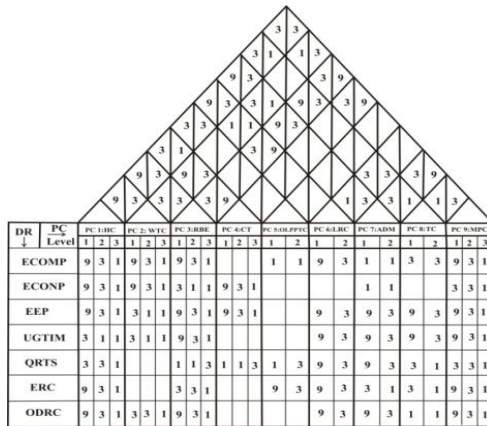 3 3
3 1 1 3
9 3 3 9
9 3 3 1 9 3 3 9
3 3 1 1 9 3
3 1 3 9
9 3 9 3 3 3 9
9 3 3 3 9 1 3 3 1 3
DR ↓ PC → Level PC 1:HC PC 2: WTC PC 3:RBE PC 4:CT PC 5:OLPPTC PC 6:LRC PC 7:ADM PC 8:TC PC 9:MPC
1 2 3 1 2 3 1 2 3 1 2 3 1 2 1 2 1 2 1 2 1 2 3
ECOMP 9 3 1 9 3 1 9 3 1 1 1 9 3 1 1 3 3 9 3 1
ECONP 9 3 1 9 3 1 3 1 1 9 3 1 1 1 3 3 1
EEP 9 3 1 3 1 1 9 3 1 9 3 1 9 3 9 3 9 3 9 3 1
UGTIM 3 1 1 3 1 1 9 3 1 9 3 9 3 9 3 9 3 1
QRTS 3 3 1 1 1 3 1 1 3 1 3 9 3 9 3 3 1 3 3 1
ERC 9 3 1 3 3 1 9 3 9 3 3 1 3 1 9 3 1
ODRC 9 3 1 3 3 1 9 3 1 9 3 9 3 1 1 9 3 1